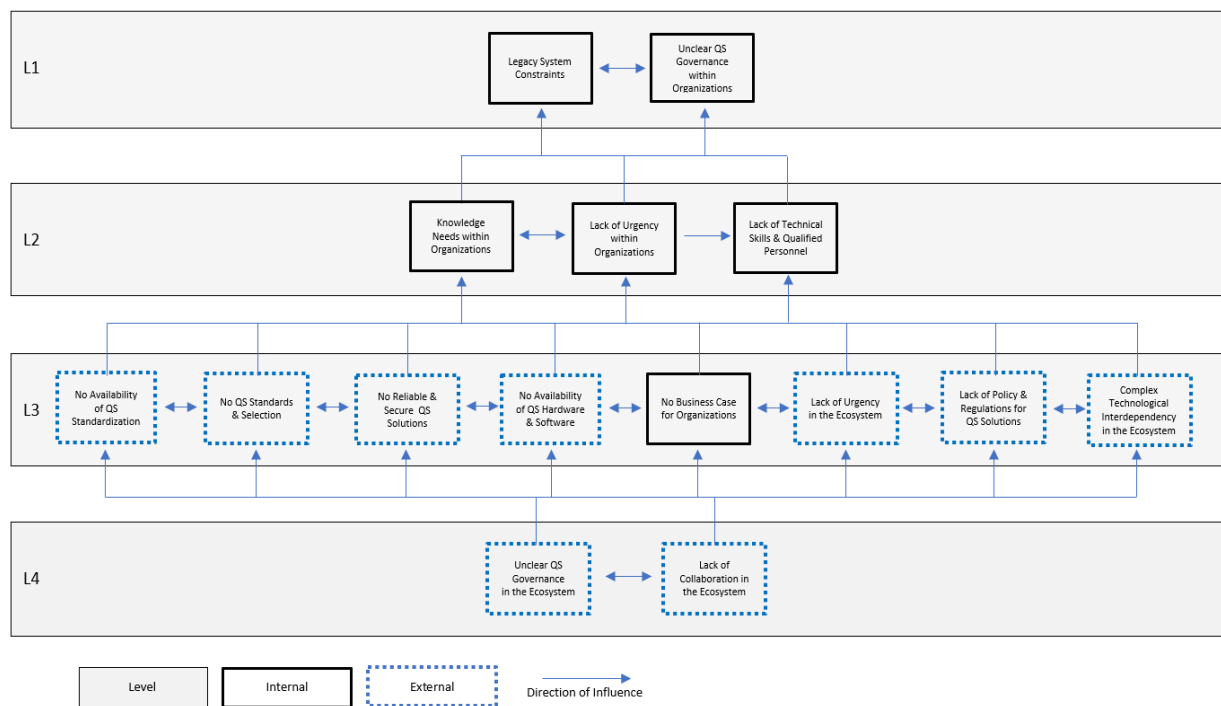 L1
Legacy System
Constraints
Unclear QS
Governance
within
Organizations
L2
Knowledge
Needs within
Organizations
Lack of Urgency
within
Organizations
Lack of Technical
Skills & Qualified
Personnel
L3
No Availability
of QS
Standardization
No QS Standards
& Selection
No Reliable &
Secure QS
Solutions
No Availability
of QS Hardware
& Software
No Business Case
for Organizations
Lack of Urgency
in the Ecosystem
Lack of Policy &
Regulations for
QS Solutions
Complex
Technological
Interdependency
in the Ecosystem
L4
Unclear QS
Governance
in the Ecosystem
Lack of
Collaboration in
the Ecosystem
Level
Internal
External
Direction of Influence